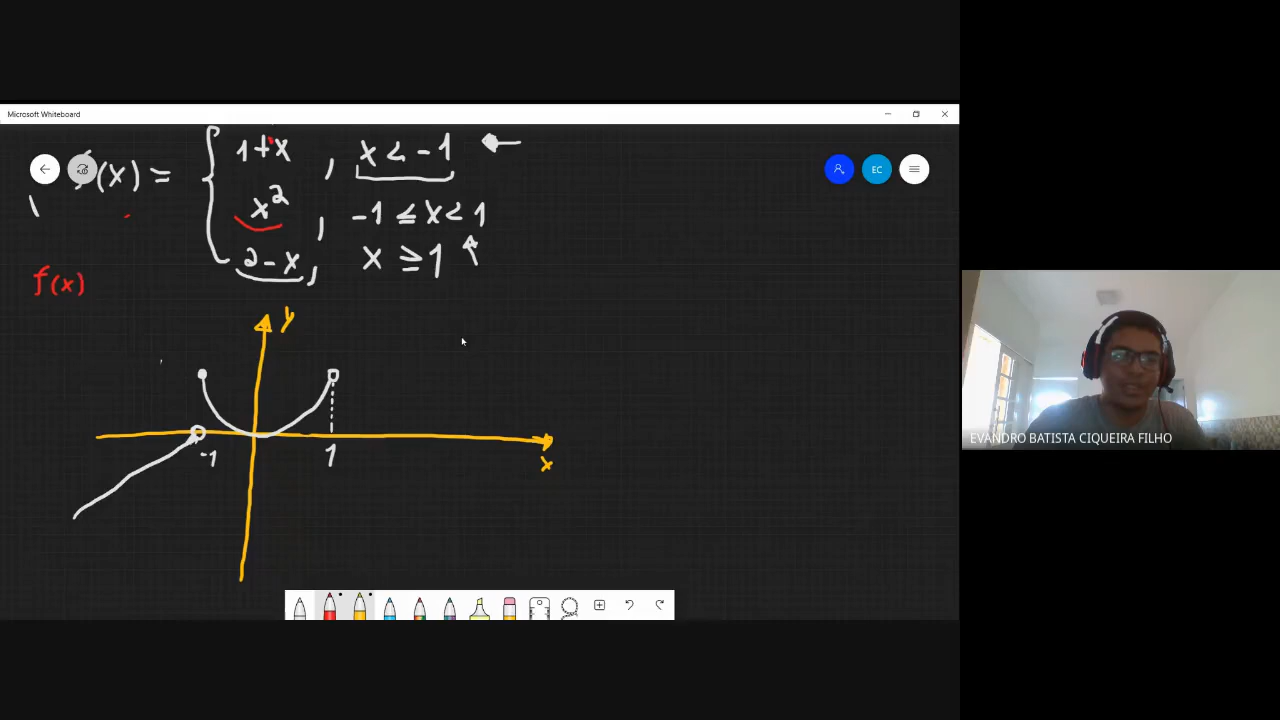 Microsoft Whiteboard
EC
f(x) = { 1+x , x < -1
x² , -1 ≤ x < 1
2-x , x ≥ 1
f(x)
y
-1
1
x
EVANDRO BATISTA CIQUEIRA FILHO